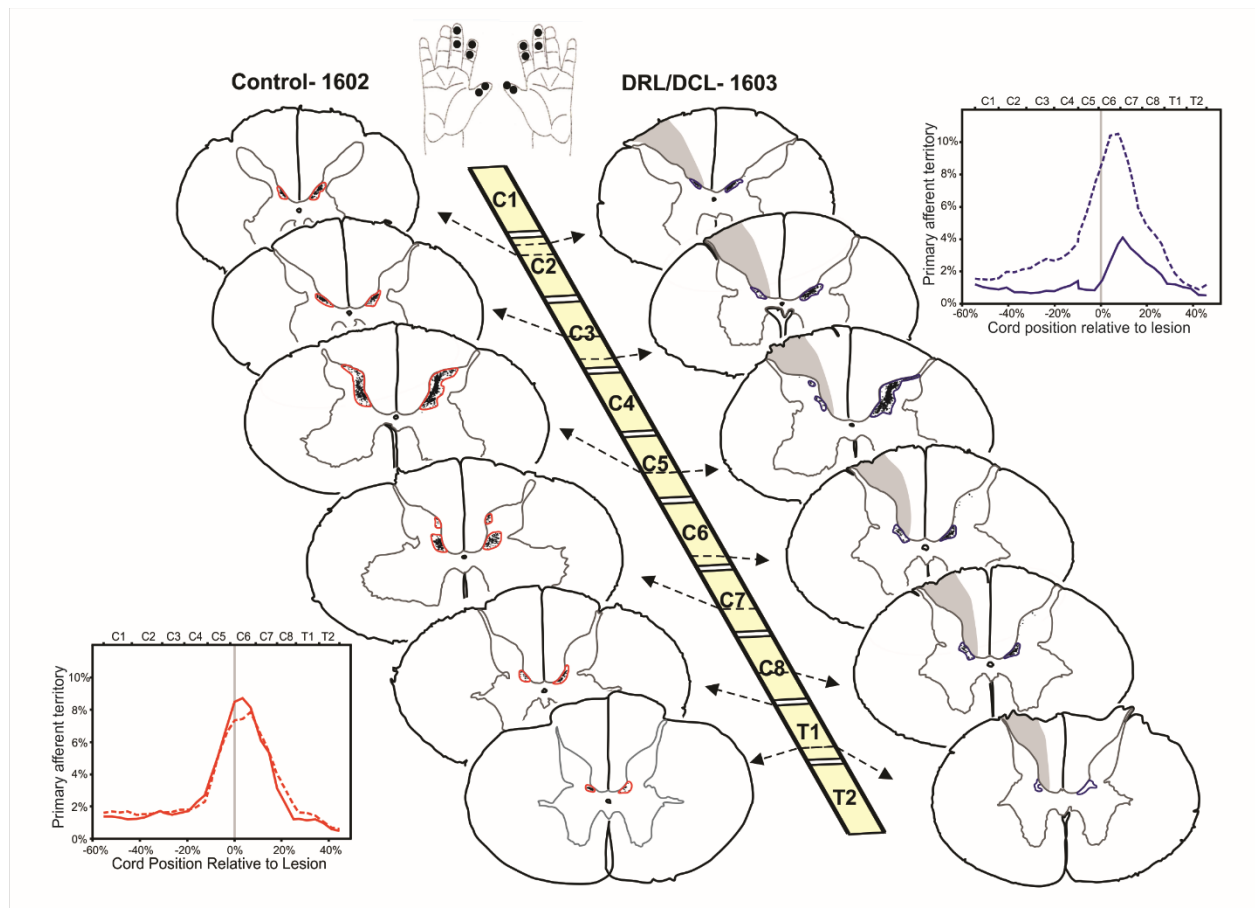 Control- 1602
DRL/DCL- 1603
C1
C2
C3
C4
C5
C6
C7
C8
T1
T2
C1 C2 C3 C4 C5 C6 C7 C8 T1 T2
Primary afferent territory
10%
8%
6%
4%
2%
0%
-60% -40% -20% 0% 20% 40%
Cord position relative to lesion
C1 C2 C3 C4 C5 C6 C7 C8 T1 T2
Primary afferent territory
10%
8%
6%
4%
2%
0%
-60% -40% -20% 0% 20% 40%
Cord Position Relative to Lesion